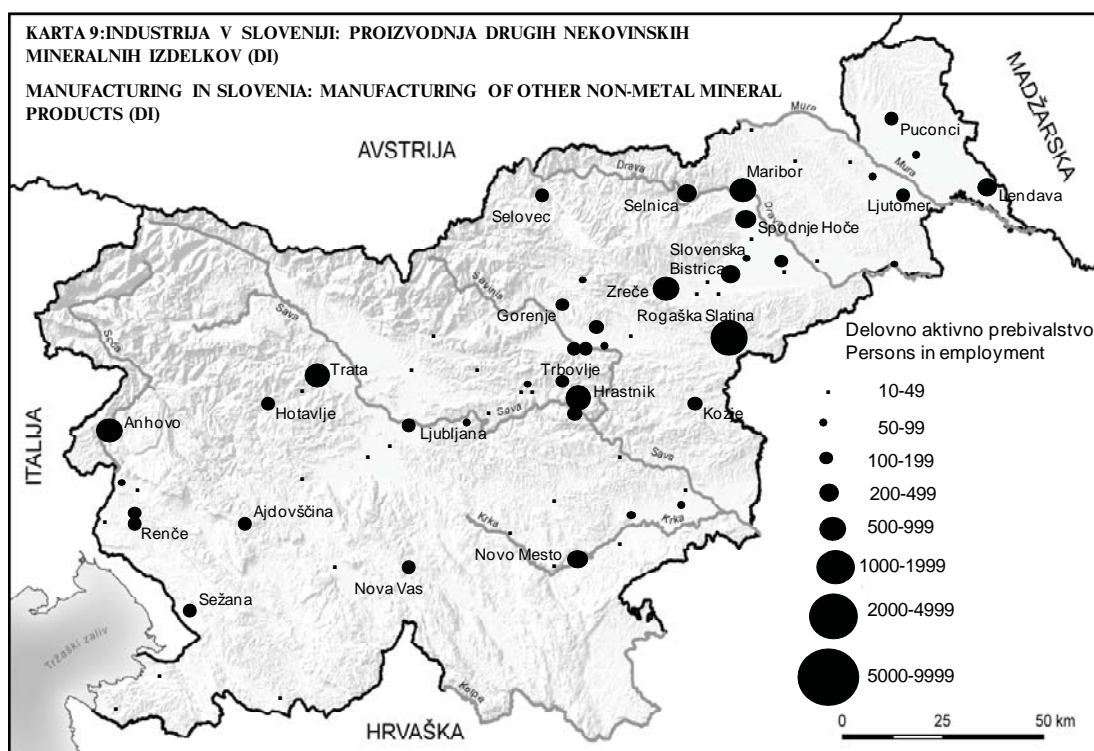 KARTA 9:INDUSTRIJA V SLOVENIJI: PROIZVODNJA DRUGIH NEKOVINSKIH
MINERALNIH IZDELKOV (DI)
MANUFACTURING IN SLOVENIA: MANUFACTURING OF OTHER NON-METAL MINERAL
PRODUCTS (DI)
MADŽARSKA
AVSTRIJA
Mura
Puconci
Mura
Drava
Maribor
Selovec
Selnica
Ljutomer
Lendava
Drava
Spodnje Hoče
Slovenska
Bistrica
Savinja
Zreče
Gorenje
Rogaška Slatina
Sava
Soča
Trbovlje
Trata
Hrastnik
Hotavlje
Sava
Kozje
Anhovo
Ljubljana
ITALIJA
Sava
Renče
Ajdovščina
Krka
Krka
Novo Mesto
Nova Vas
Sežana
Tržaški zaliv
Kolpa
HRVAŠKA
Delovno aktivno prebivalstvo
Persons in employment
10-49
50-99
100-199
200-499
500-999
1000-1999
2000-4999
5000-9999
0 25 50 km